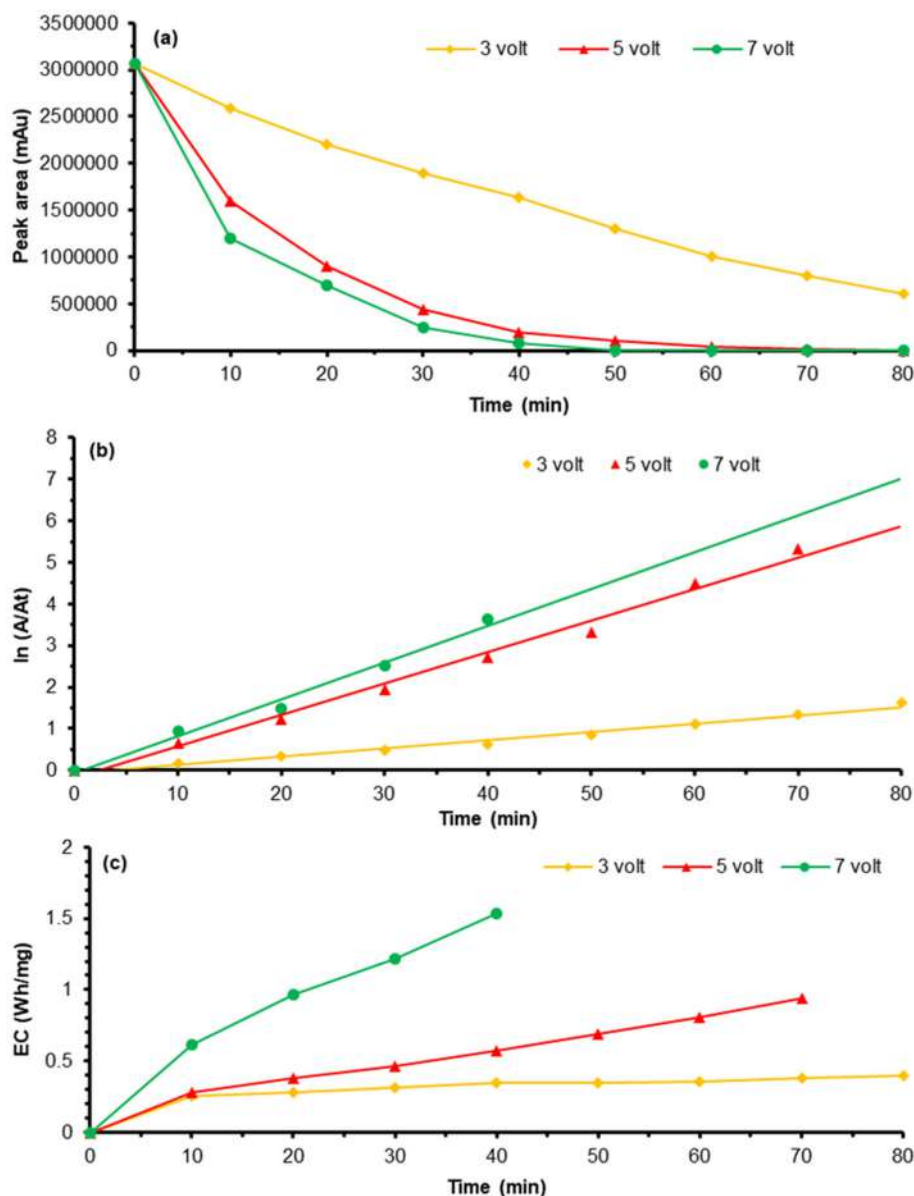 (a)
3 volt 5 volt 7 volt
Peak area (mAu)
3500000
3000000
2500000
2000000
1500000
1000000
500000
0
0 10 20 30 40 50 60 70 80
Time (min)
(b)
3 volt 5 volt 7 volt
ln (A/At)
8
7
6
5
4
3
2
1
0
0 10 20 30 40 50 60 70 80
Time (min)
(c)
3 volt 5 volt 7 volt
EC (Wh/mg)
2
1.5
1
0.5
0
0 10 20 30 40 50 60 70 80
Time (min)